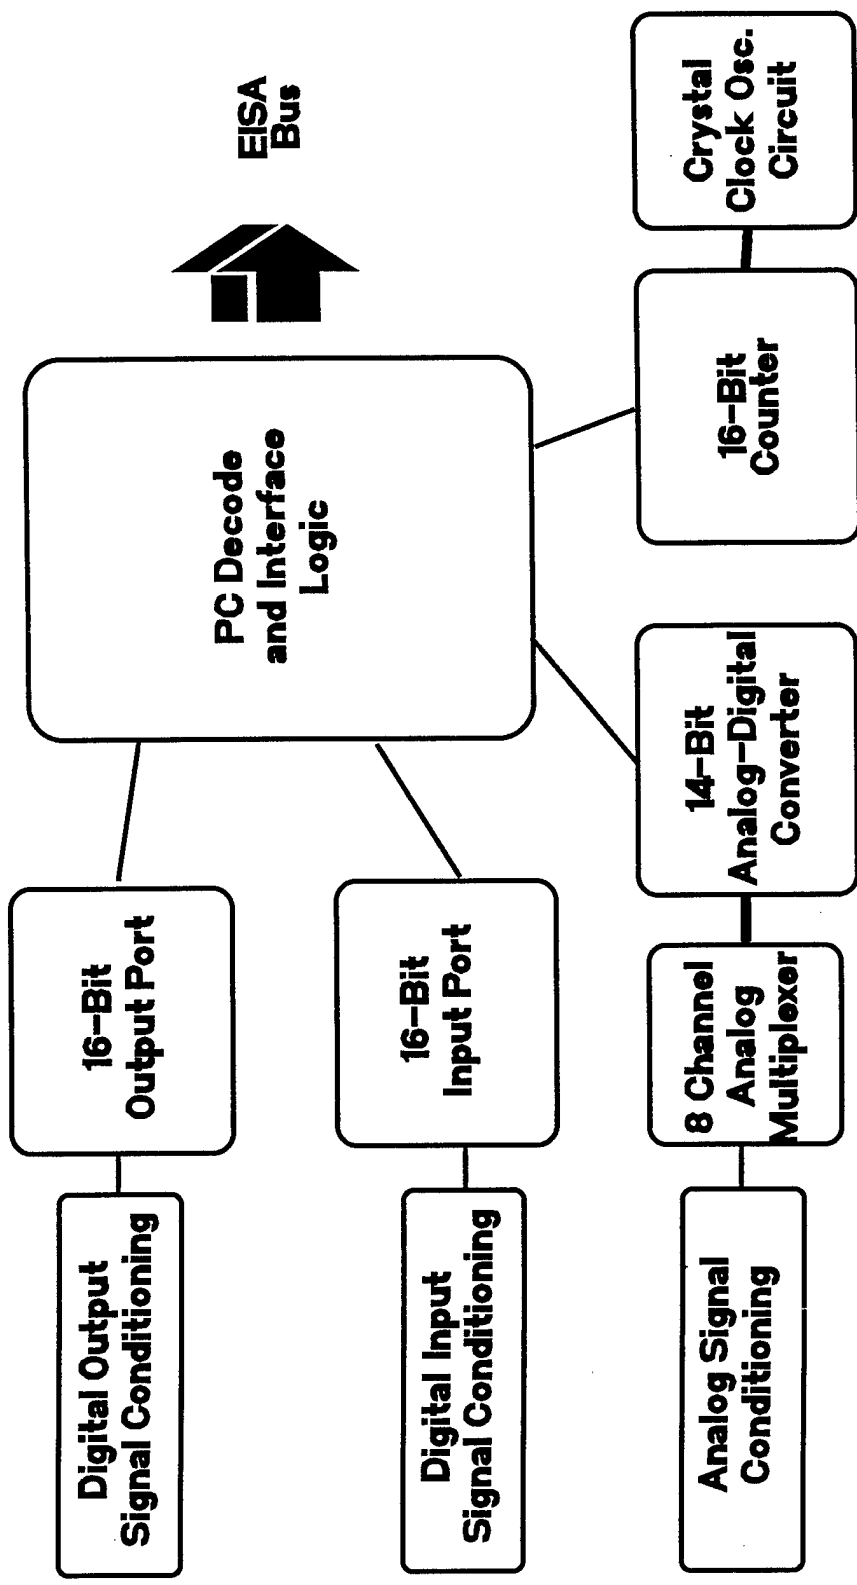 Digital Output
Signal Conditioning
16-Bit
Output Port
PC Decode
and Interface
Logic
EISA
Bus
Digital Input
Signal Conditioning
16-Bit
Input Port
Analog Signal
Conditioning
8 Channel
Analog
Multiplexer
14-Bit
Analog-Digital
Converter
16-Bit
Counter
Crystal
Clock Osc.
Circuit